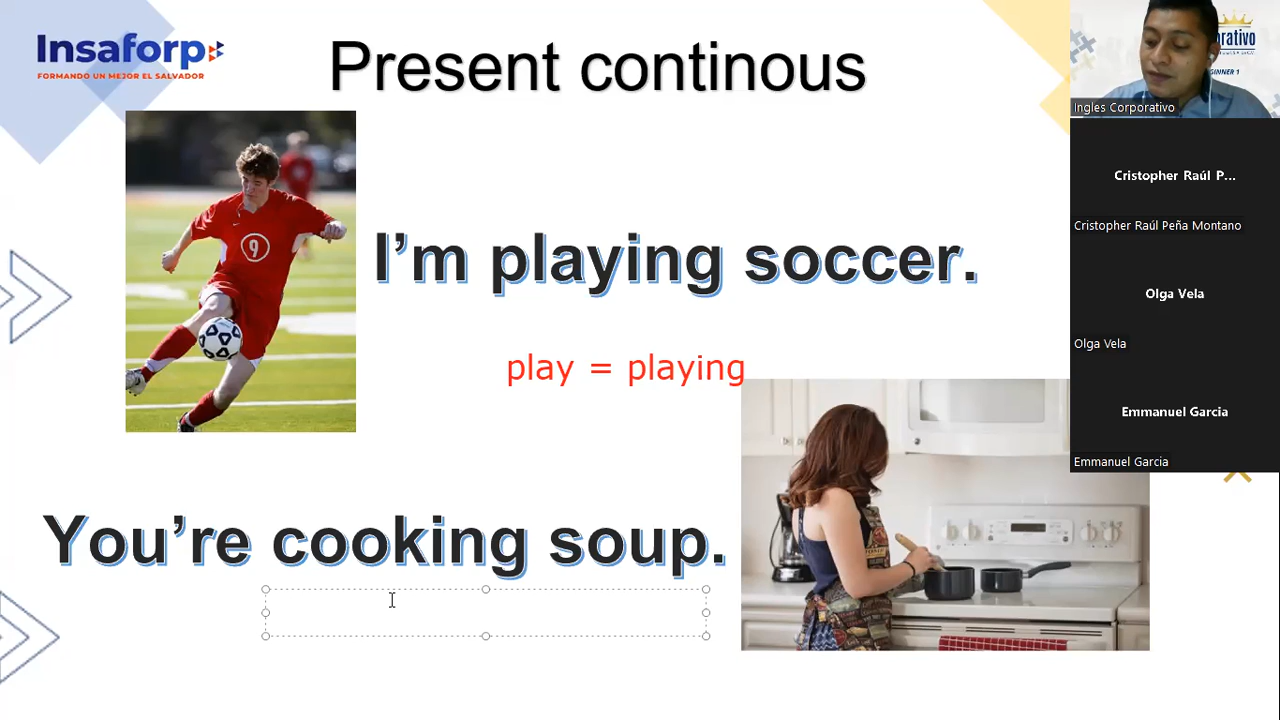 Insaforp
FORMANDO UN MEJOR EL SALVADOR
Present continous
9
I'm playing soccer.
play = playing
You're cooking soup.
Ingles Corporativo
Cristopher Raúl P...
Cristopher Raúl Peña Montano
Olga Vela
Olga Vela
Emmanuel Garcia
Emmanuel Garcia